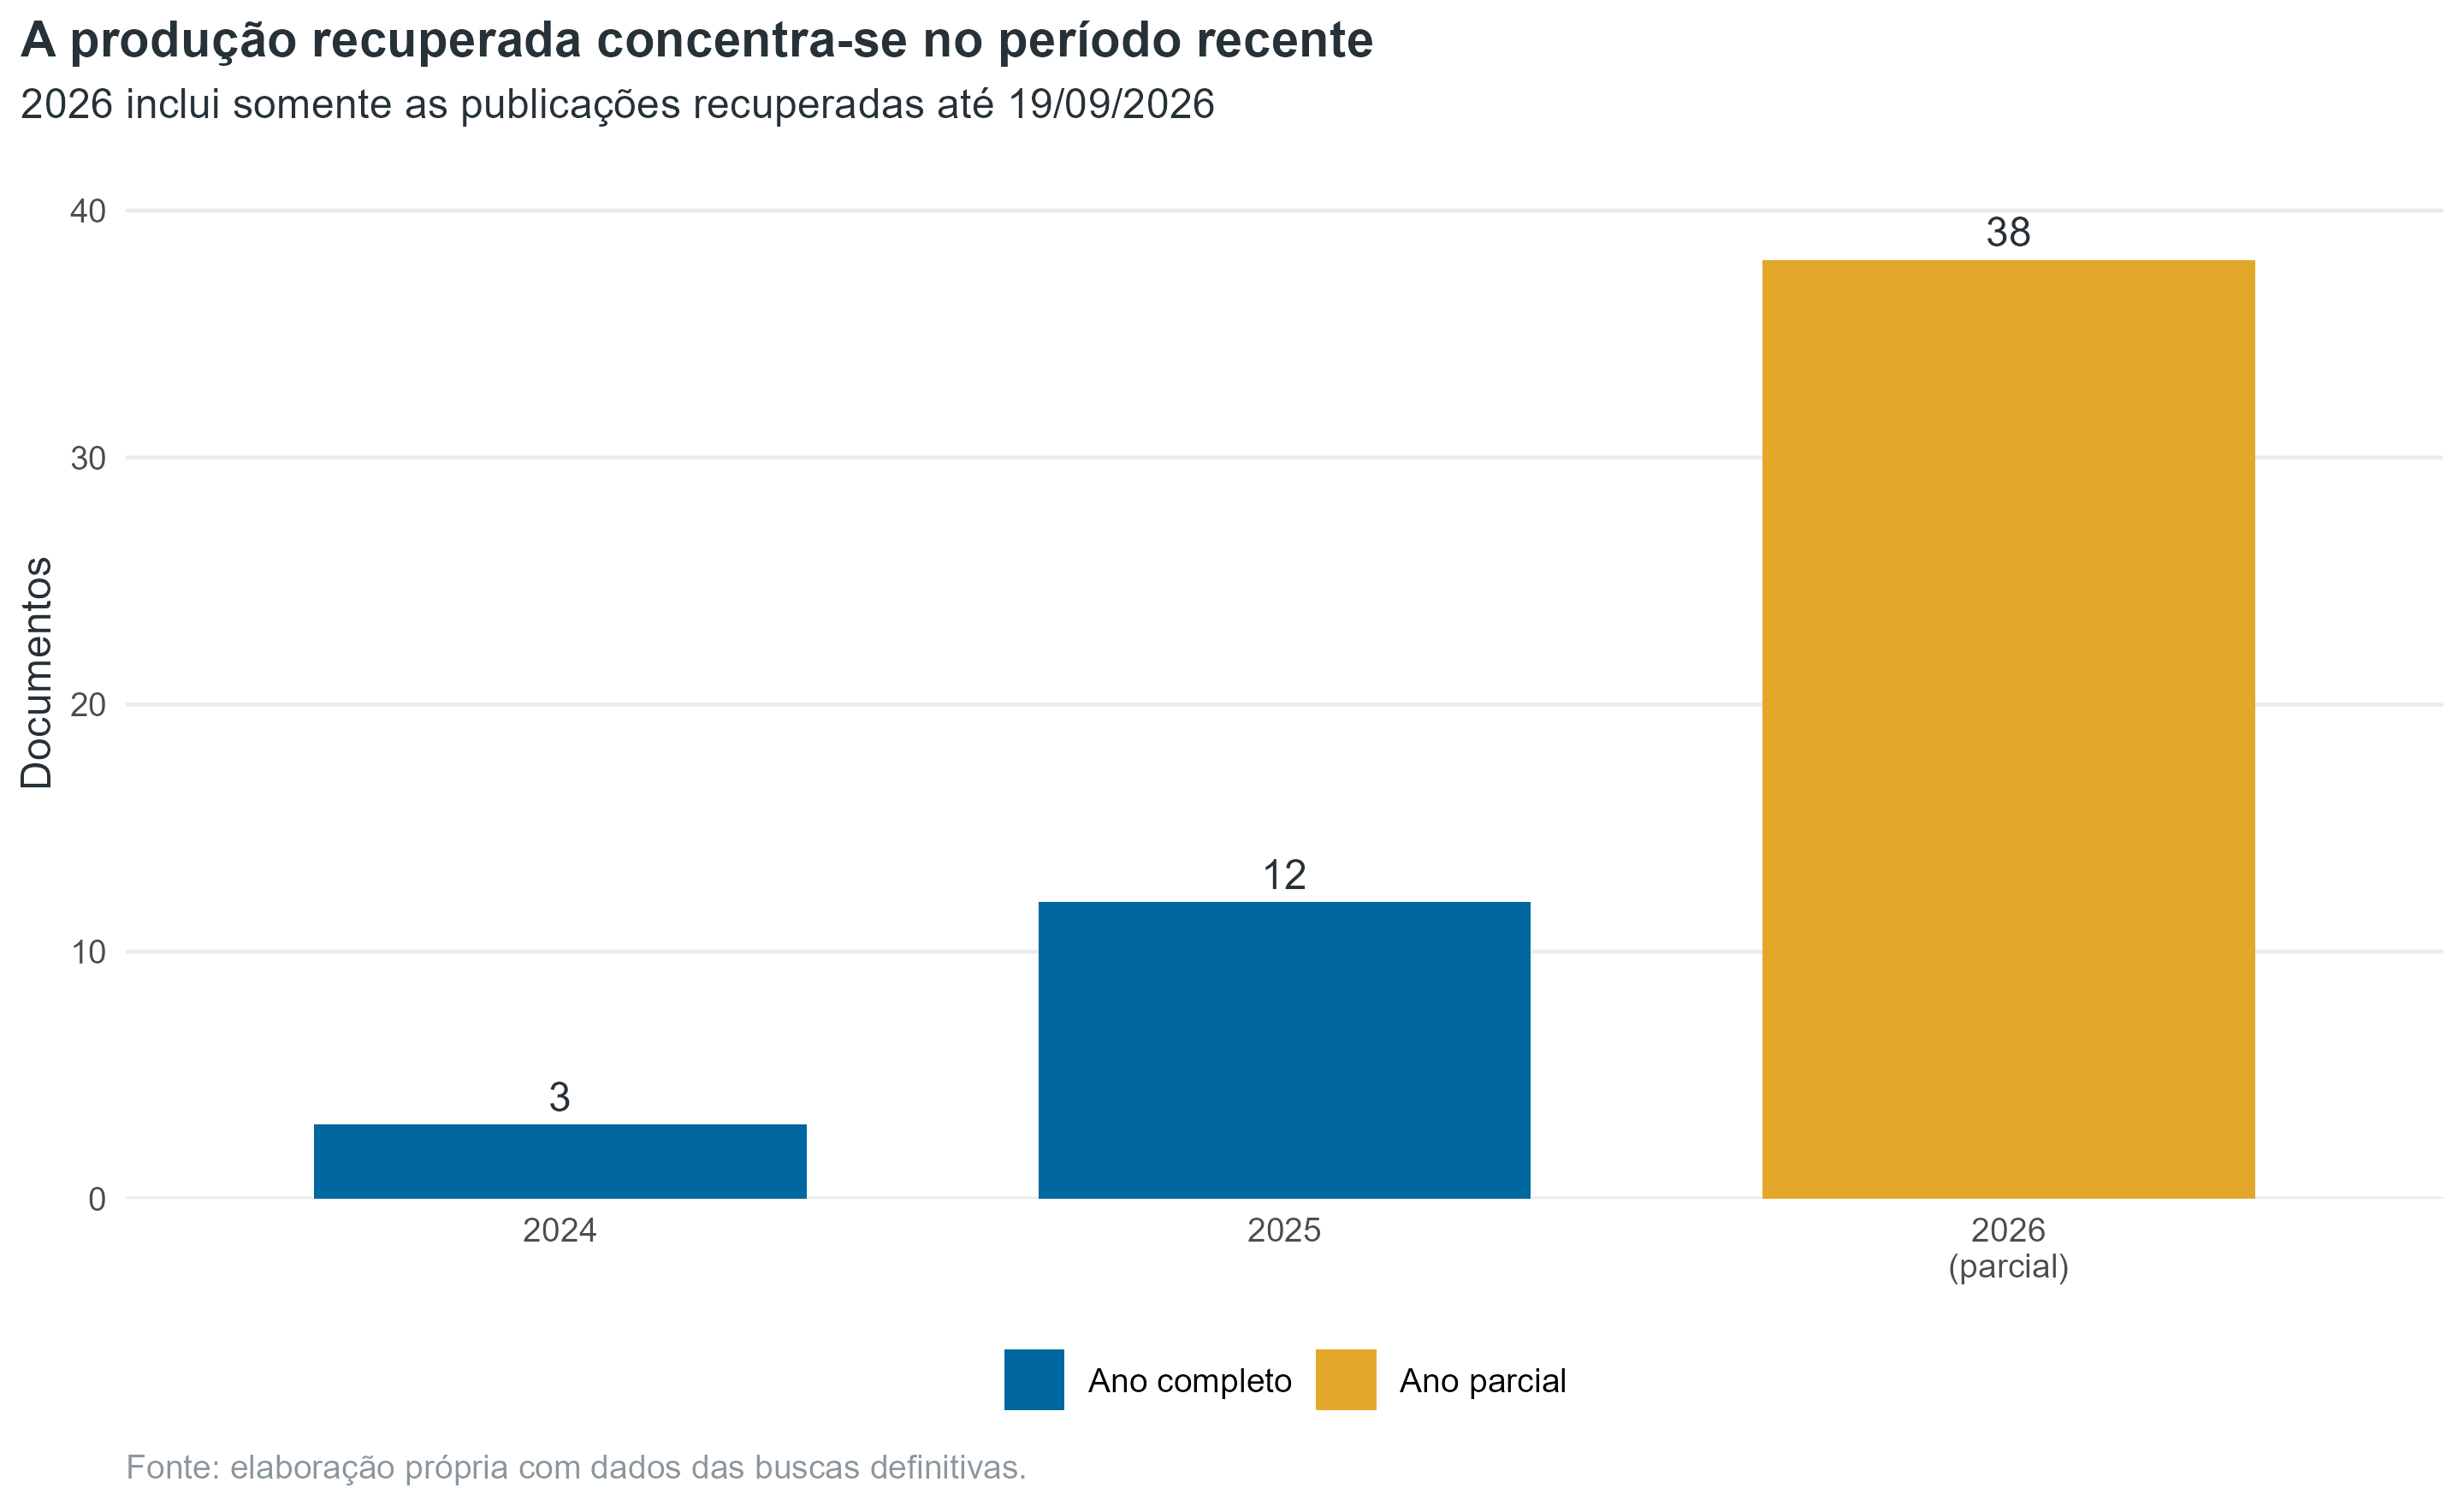 A produção recuperada concentra-se no período recente
2026 inclui somente as publicações recuperadas até 19/09/2026
Documentos
40
30
20
10
0
3
12
38
2024
2025
2026
(parcial)
Ano completo
Ano parcial
Fonte: elaboração própria com dados das buscas definitivas.